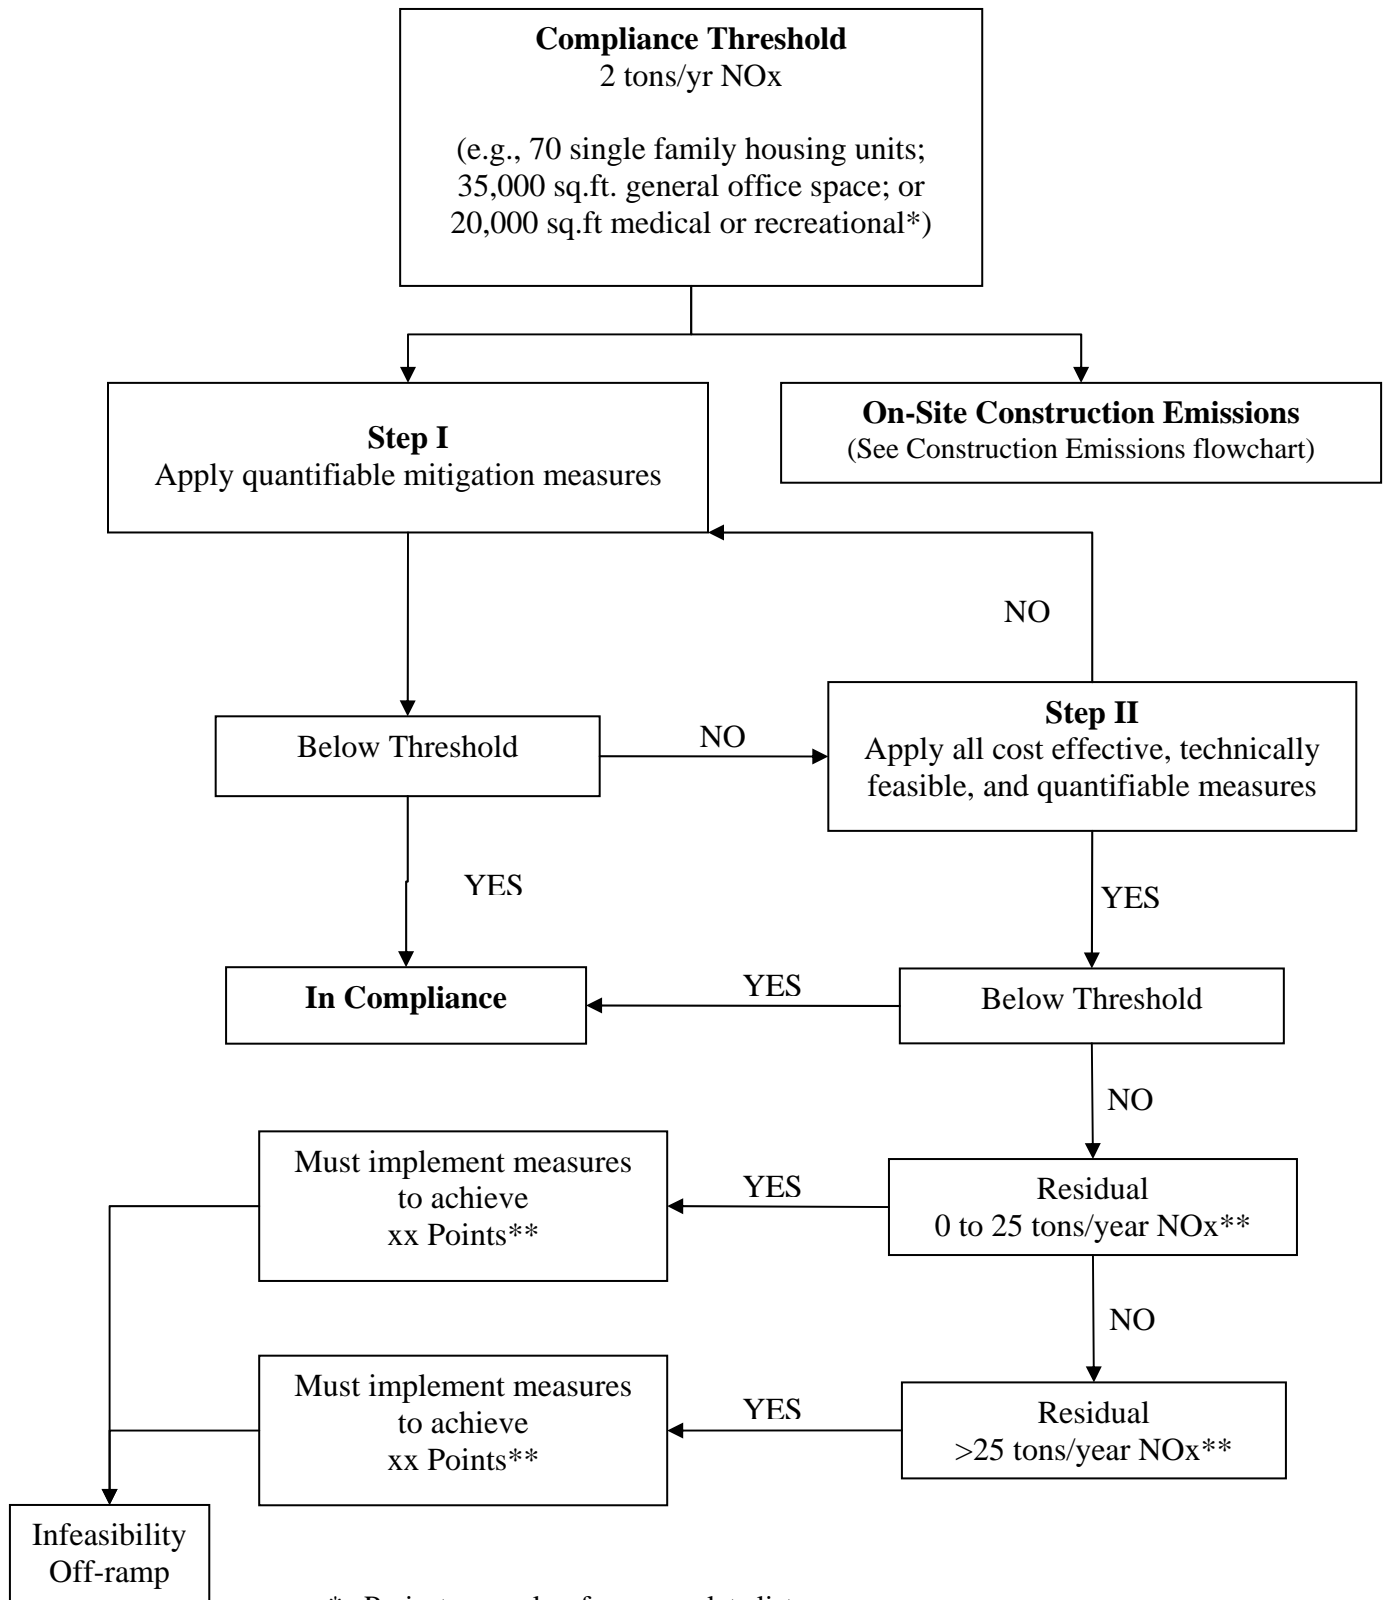 Compliance Threshold
2 tons/yr NOx
(e.g., 70 single family housing units;
35,000 sq.ft. general office space; or
20,000 sq.ft medical or recreational*)
Step I
Apply quantifiable mitigation measures
On-Site Construction Emissions
(See Construction Emissions flowchart)
NO
Below Threshold
NO
Step II
Apply all cost effective, technically
feasible, and quantifiable measures
YES
YES
In Compliance
YES
Below Threshold
NO
Must implement measures
to achieve
xx Points**
YES
Residual
0 to 25 tons/year NOx**
NO
Must implement measures
to achieve
xx Points**
YES
Residual
>25 tons/year NOx**
Infeasibility
Off-ramp